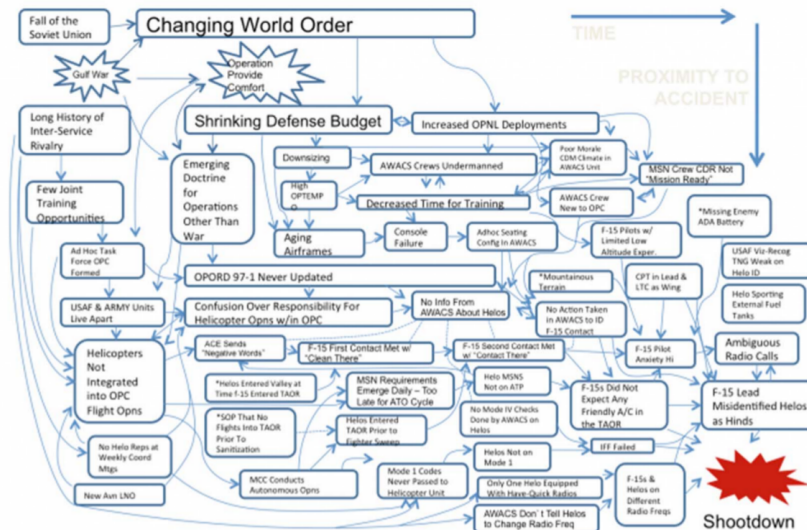 Fall of the
Soviet Union
Changing World Order
TIME
PROXIMITY TO
ACCIDENT
Gulf War
Operation
Provide
Comfort
Long History of
Inter-Service
Rivalry
Shrinking Defense Budget
Increased OPNL Deployments
Emerging
Doctrine
for
Operations
Other Than
War
Downsizing
AWACS Crews Undermanned
Poor Morale
CDM Climate in
AWACS Unit
MSN Crew CDR Not
"Mission Ready"
Few Joint
Training
Opportunities
High
OPTEMP
O
Decreased Time for Training
AWACS Crew
New to OPC
*Missing Enemy
ADA Battery
Aging
Airframes
Console
Failure
Adhoc Seating
Config In AWACS
F-15 Pilots w/
Limited Low
Altitude Exper.
USAF Viz-Recog
TNG Weak on
Helo ID
Ad Hoc Task
Force OPC
Formed
OPORD 97-1 Never Updated
*Mountainous
Terrain
CPT in Lead &
LTC as Wing
Helo Sporting
External Fuel
Tanks
USAF & ARMY Units
Live Apart
Confusion Over Responsibility For
Helicopter Opns w/in OPC
No Info From
AWACS About Helos
No Action Taken
in AWACS to ID
F-15 Contact
Helicopters
Not
Integrated
into OPC
Flight Opns
ACE Sends
"Negative Words"
F-15 First Contact Met w/
"Clean There"
F-15 Second Contact Met
w/ "Contact There"
F-15 Pilot
Anxiety Hi
Ambiguous
Radio Calls
*Helos Entered Valley at
Time f-15 Entered TAOR
MSN Requirements
Emerge Daily – Too
Late for ATO Cycle
Helo MSNS
Not on ATP
F-15s Did Not
Expect Any
Friendly A/C in
the TAOR
F-15 Lead
Misidentified Helos
as Hinds
*SOP That No
Flights Into TAOR
Prior To
Sanitization
Helos Entered
TAOR Prior to
Fighter Sweep
No Mode IV Checks
Done by AWACS on
Helos
No Helo Reps at
Weekly Coord
Mtgs
Helos Not on
Mode 1
IFF Failed
MCC Conducts
Autonomous Opns
Mode 1 Codes
Never Passed to
Helicopter Unit
Only One Helo Equipped
With Have-Quick Radios
F-15s &
Helos on
Different
Radio Freqs
New Avn LNO
AWACS Don't Tell Helos
to Change Radio Freq
Shootdown